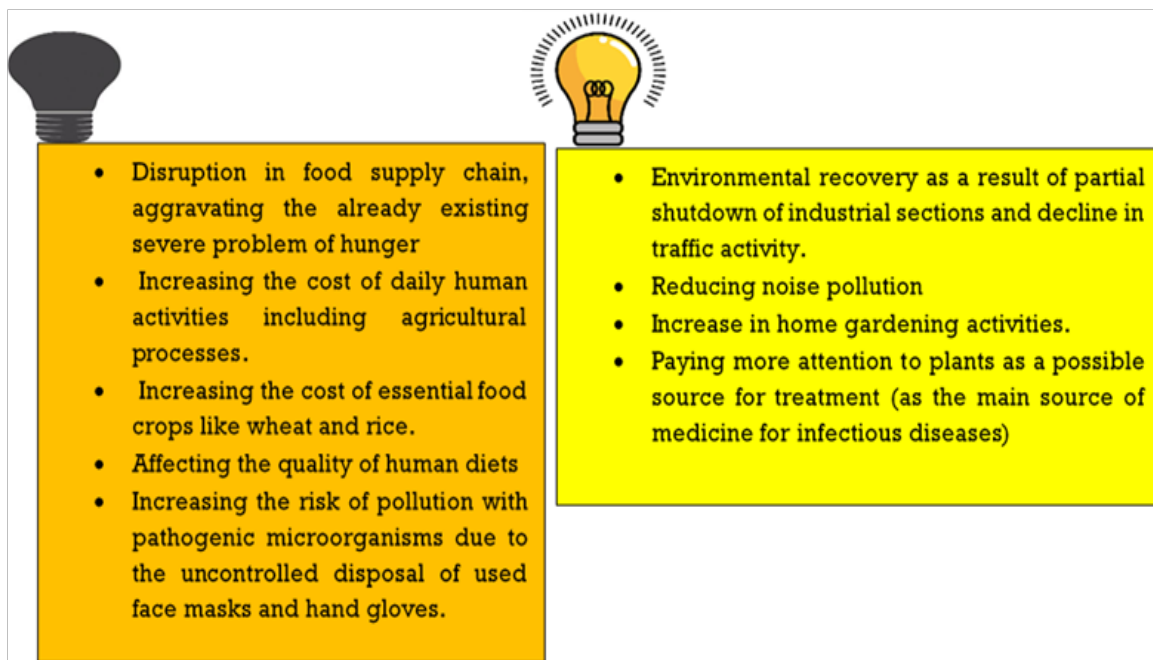 • Disruption in food supply chain,
aggravating the already existing
severe problem of hunger
• Increasing the cost of daily human
activities including agricultural
processes.
• Increasing the cost of essential food
crops like wheat and rice.
• Affecting the quality of human diets
• Increasing the risk of pollution with
pathogenic microorganisms due to
the uncontrolled disposal of used
face masks and hand gloves.
• Environmental recovery as a result of partial
shutdown of industrial sections and decline in
traffic activity.
• Reducing noise pollution
• Increase in home gardening activities.
• Paying more attention to plants as a possible
source for treatment (as the main source of
medicine for infectious diseases)